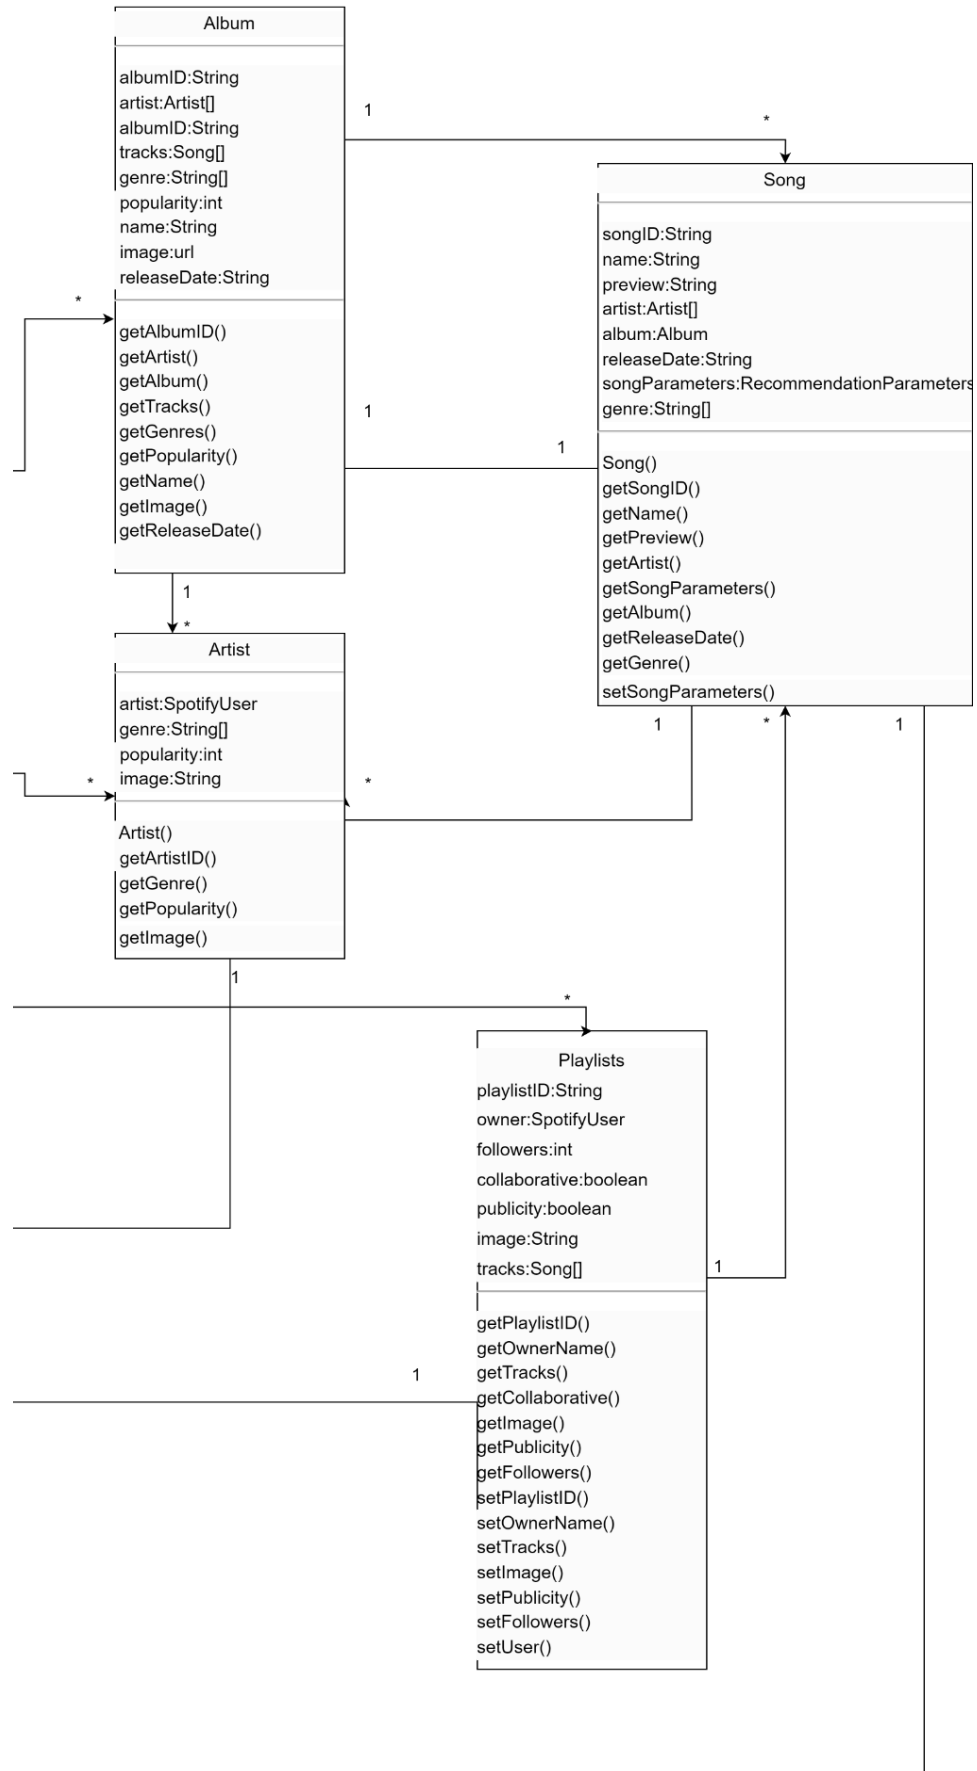 Album
albumID:String
artist:Artist[]
albumID:String
tracks:Song[]
genre:String[]
popularity:int
name:String
image:url
releaseDate:String
getAlbumID()
getArtist()
getAlbum()
getTracks()
getGenres()
getPopularity()
getName()
getImage()
getReleaseDate()
1
*
*
1
1
1
*
Song
songID:String
name:String
preview:String
artist:Artist[]
album:Album
releaseDate:String
songParameters:RecommendationParameters
genre:String[]
Song()
getSongID()
getName()
getPreview()
getArtist()
getSongParameters()
getAlbum()
getReleaseDate()
getGenre()
setSongParameters()
1
*
1
Artist
artist:SpotifyUser
genre:String[]
popularity:int
image:String
Artist()
getArtistID()
getGenre()
getPopularity()
getImage()
*
*
1
*
Playlists
playlistID:String
owner:SpotifyUser
followers:int
collaborative:boolean
publicity:boolean
image:String
tracks:Song[]
getPlaylistID()
getOwnerName()
getTracks()
getCollaborative()
getImage()
getPublicity()
getFollowers()
setPlaylistID()
setOwnerName()
setTracks()
setImage()
setPublicity()
setFollowers()
setUser()
1
1